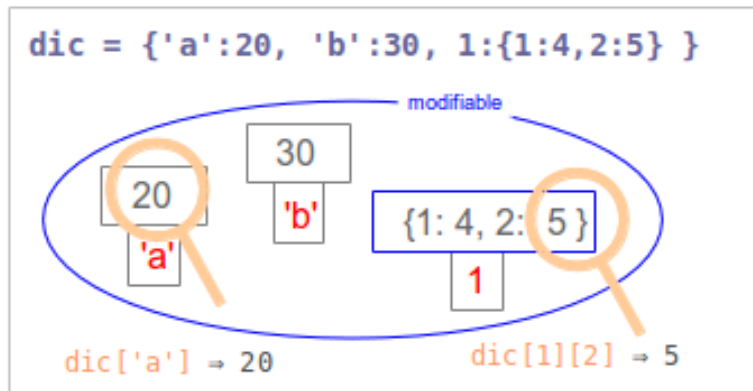 dic = {'a':20, 'b':30, 1:{1:4,2:5} }
modifiable
30
20
'b'
{1: 4, 2: 5 }
'a'
1
dic['a'] ⇒ 20
dic[1][2] ⇒ 5